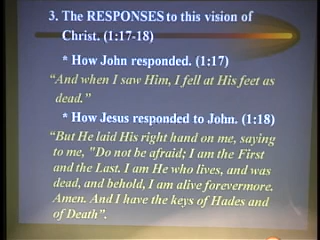 3. The RESPONSES to this vision of
Christ. (1:17-18)
* How John responded. (1:17)
“And when I saw Him, I fell at His feet as
dead.”
* How Jesus responded to John. (1:18)
“But He laid His right hand on me, saying
to me, "Do not be afraid; I am the First
and the Last. I am He who lives, and was
dead, and behold, I am alive forevermore.
Amen. And I have the keys of Hades and
of Death”.